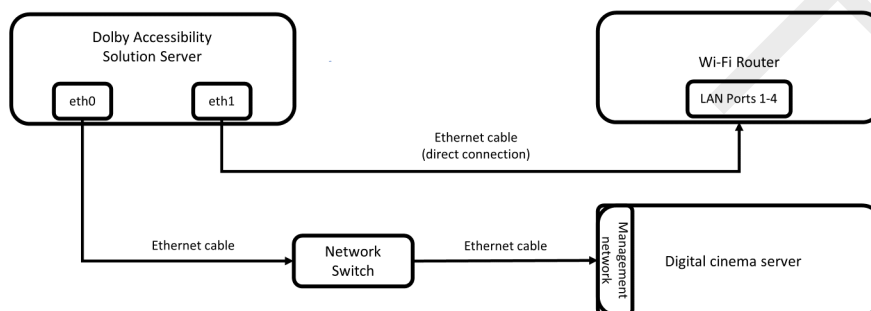 Dolby Accessibility
Solution Server
eth0
eth1
Wi-Fi Router
LAN Ports 1-4
Ethernet cable
(direct connection)
Ethernet cable
Network
Switch
Ethernet cable
Management
network
Digital cinema server